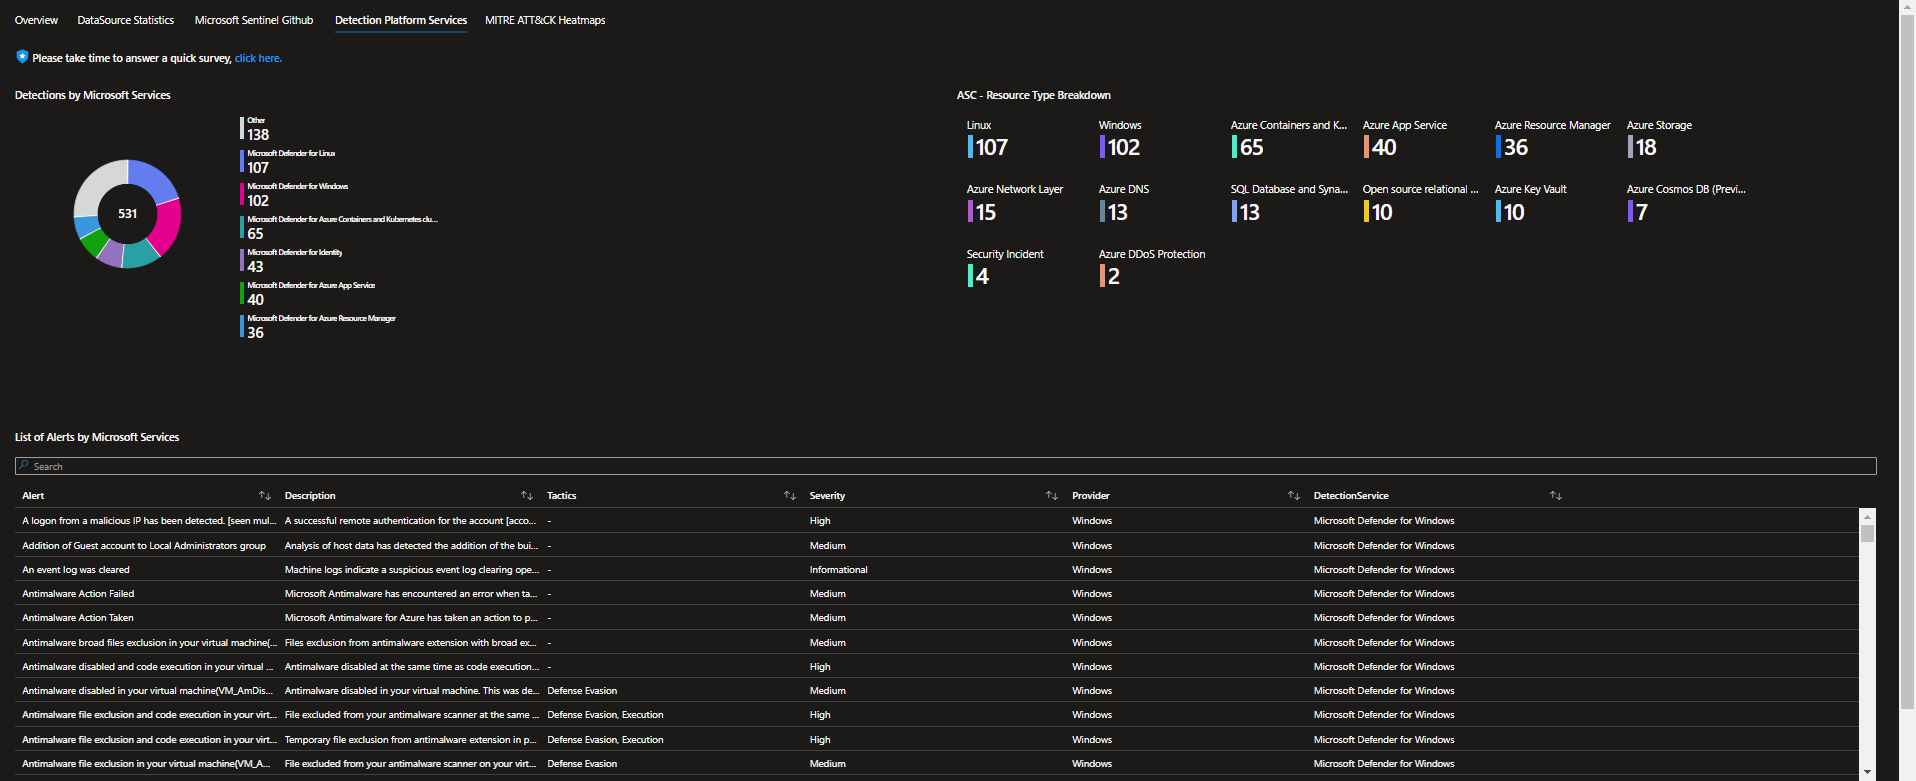 Overview DataSource Statistics Microsoft Sentinel Github Detection Platform Services MITRE ATT&CK Heatmaps
Please take time to answer a quick survey, click here.
Detections by Microsoft Services
531
Other
138
Microsoft Defender for Linux
107
Microsoft Defender for Windows
102
Microsoft Defender for Azure Containers and Kubernetes clu...
65
Microsoft Defender for Identity
43
Microsoft Defender for Azure App Service
40
Microsoft Defender for Azure Resource Manager
36
ASC - Resource Type Breakdown
Linux Windows Azure Containers and K... Azure App Service Azure Resource Manager Azure Storage
107 102 65 40 36 18
Azure Network Layer Azure DNS SQL Database and Syna... Open source relational ... Azure Key Vault Azure Cosmos DB (Previ...
15 13 13 10 10 7
Security Incident Azure DDoS Protection
4 2
List of Alerts by Microsoft Services
Search
Alert Description Tactics Severity Provider DetectionService
A logon from a malicious IP has been detected. [seen mul... A successful remote authentication for the account [acco... - High Windows Microsoft Defender for Windows
Addition of Guest account to Local Administrators group Analysis of host data has detected the addition of the bui... - Medium Windows Microsoft Defender for Windows
An event log was cleared Machine logs indicate a suspicious event log clearing ope... - Informational Windows Microsoft Defender for Windows
Antimalware Action Failed Microsoft Antimalware has encountered an error when ta... - Medium Windows Microsoft Defender for Windows
Antimalware Action Taken Microsoft Antimalware for Azure has taken an action to p... - Medium Windows Microsoft Defender for Windows
Antimalware broad files exclusion in your virtual machine(... Files exclusion from antimalware extension with broad ex... - Medium Windows Microsoft Defender for Windows
Antimalware disabled and code execution in your virtual ... Antimalware disabled at the same time as code execution... - High Windows Microsoft Defender for Windows
Antimalware disabled in your virtual machine(VM_AmDis... Antimalware disabled in your virtual machine. This was de... Defense Evasion Medium Windows Microsoft Defender for Windows
Antimalware file exclusion and code execution in your virt... File excluded from your antimalware scanner at the same ... Defense Evasion, Execution High Windows Microsoft Defender for Windows
Antimalware file exclusion and code execution in your virt... Temporary file exclusion from antimalware extension in p... Defense Evasion, Execution High Windows Microsoft Defender for Windows
Antimalware file exclusion in your virtual machine(VM_A... File excluded from your antimalware scanner on your virt... Defense Evasion Medium Windows Microsoft Defender for Windows